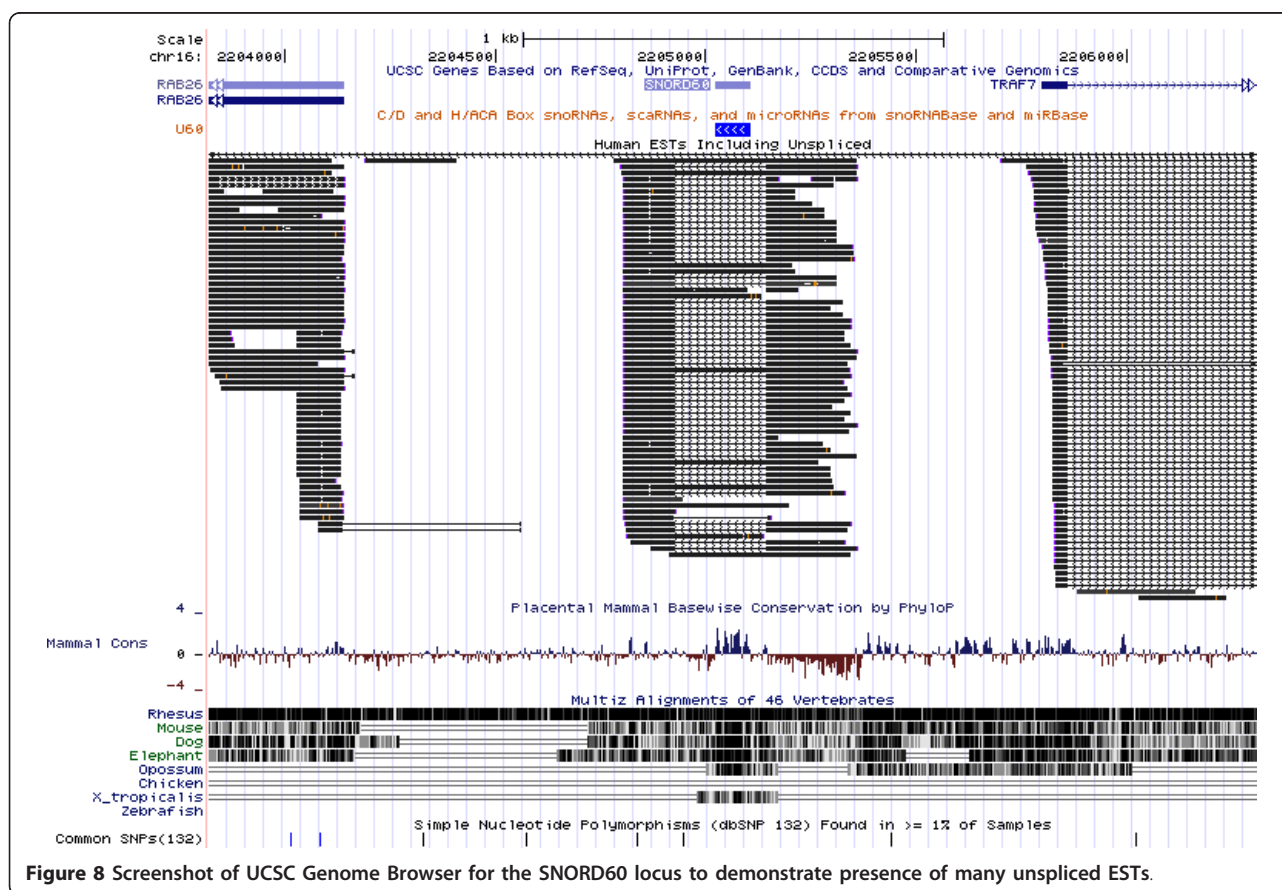 Scale 1 kb
chr16: 2204000 2204500 2205000 2205500 2206000
UCSC Genes Based on RefSeq, UniProt, GenBank, CCDS and Comparative Genomics
RAB26 SNORD60 TRAF7
RAB26
C/D and H/ACA Box snoRNAs, scaRNAs, and microRNAs from snoRNABase and miRBase
U60
Human ESTs Including Unspliced
4 _
Placental Mammal Basewise Conservation by PhyloP
Mammal Cons
0 _
-4 _
Multiz Alignments of 46 Vertebrates
Rhesus
Mouse
Dog
Elephant
Opossum
Chicken
X_tropicalis
Zebrafish
Simple Nucleotide Polymorphisms (dbSNP 132) Found in >= 1% of Samples
Common SNPs(132)
Figure 8 Screenshot of UCSC Genome Browser for the SNORD60 locus to demonstrate presence of many unspliced ESTs.